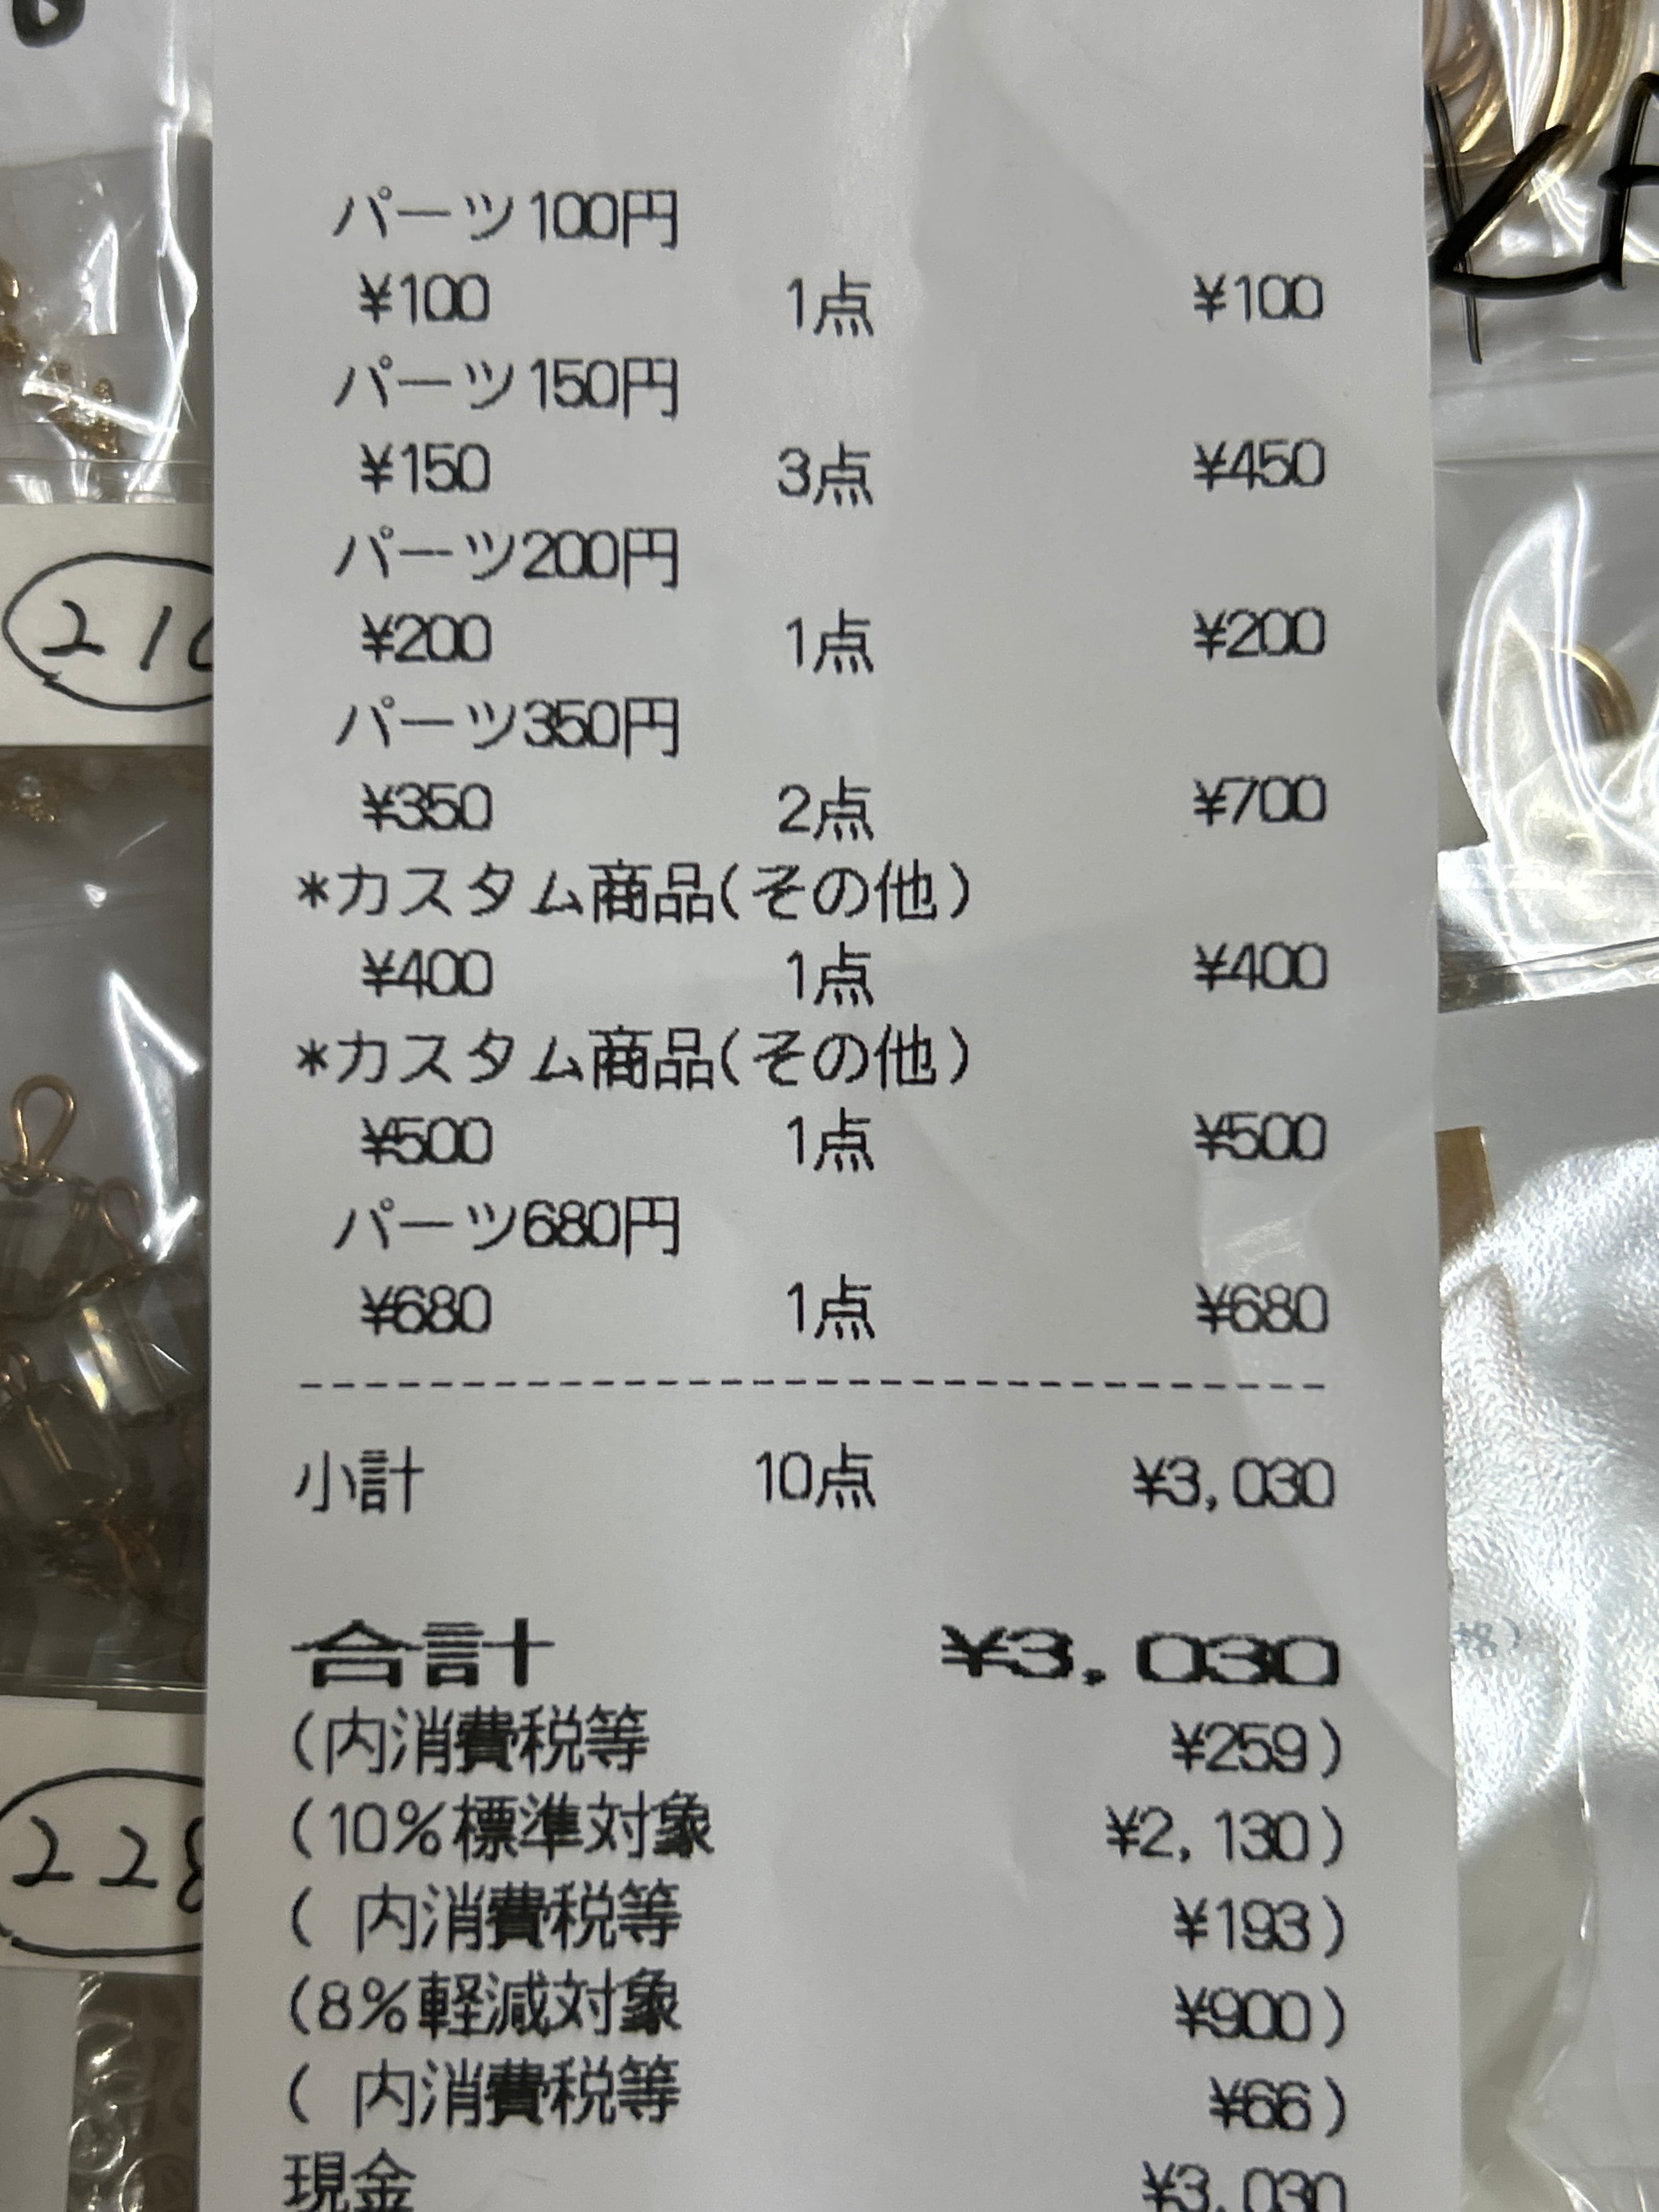 パーツ100円
¥100 1点 ¥100
パーツ150円
¥150 3点 ¥450
パーツ200円
¥200 1点 ¥200
パーツ350円
¥350 2点 ¥700
*カスタム商品(その他)
¥400 1点 ¥400
*カスタム商品(その他)
¥500 1点 ¥500
パーツ680円
¥680 1点 ¥680
小計 10点 ¥3,030
合計 ¥3,030
(内消費税等 ¥259)
(10%標準対象 ¥2,130)
( 内消費税等 ¥193)
(8%軽減対象 ¥900)
( 内消費税等 ¥66)
現金 ¥3,030